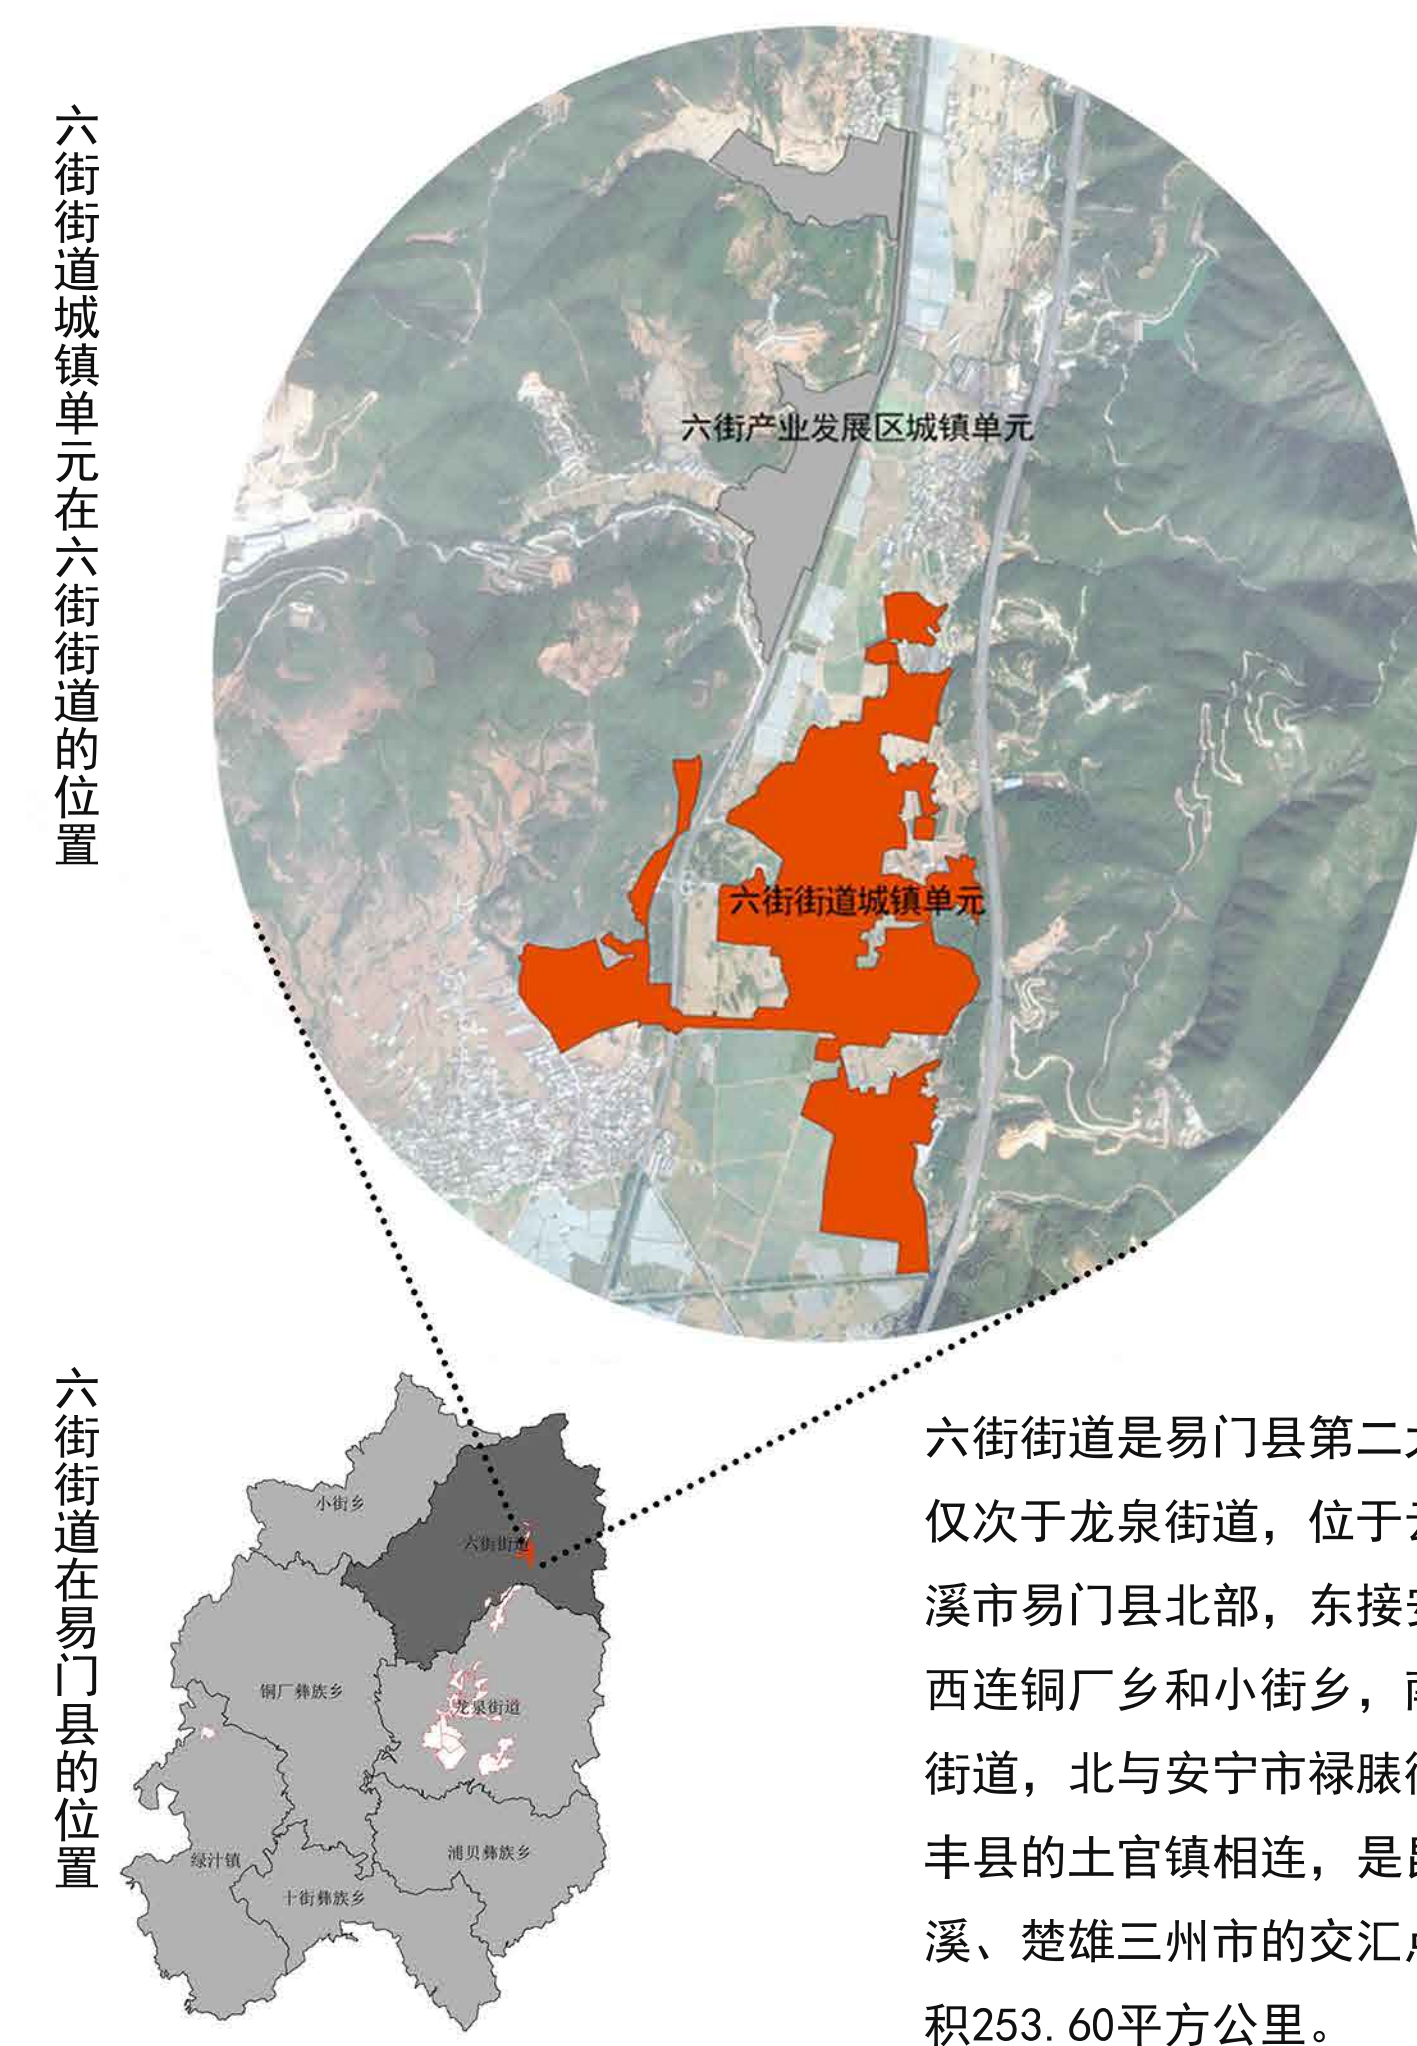 六街街道城镇单元在六街街道的位置
六街产业发展区城镇单元
六街街道城镇单元
六街街道在易门县的位置
小街乡
六街街道
铜厂彝族乡
龙泉街道
绿汁镇
浦贝彝族乡
十街彝族乡
六街街道是易门县第二
仅次于龙泉街道，位于
溪市易门县北部，东接
西连铜厂乡和小街乡，
街道，北与安宁市禄脿
丰县的土官镇相连，是
溪、楚雄三州市的交汇
积253.60平方公里。